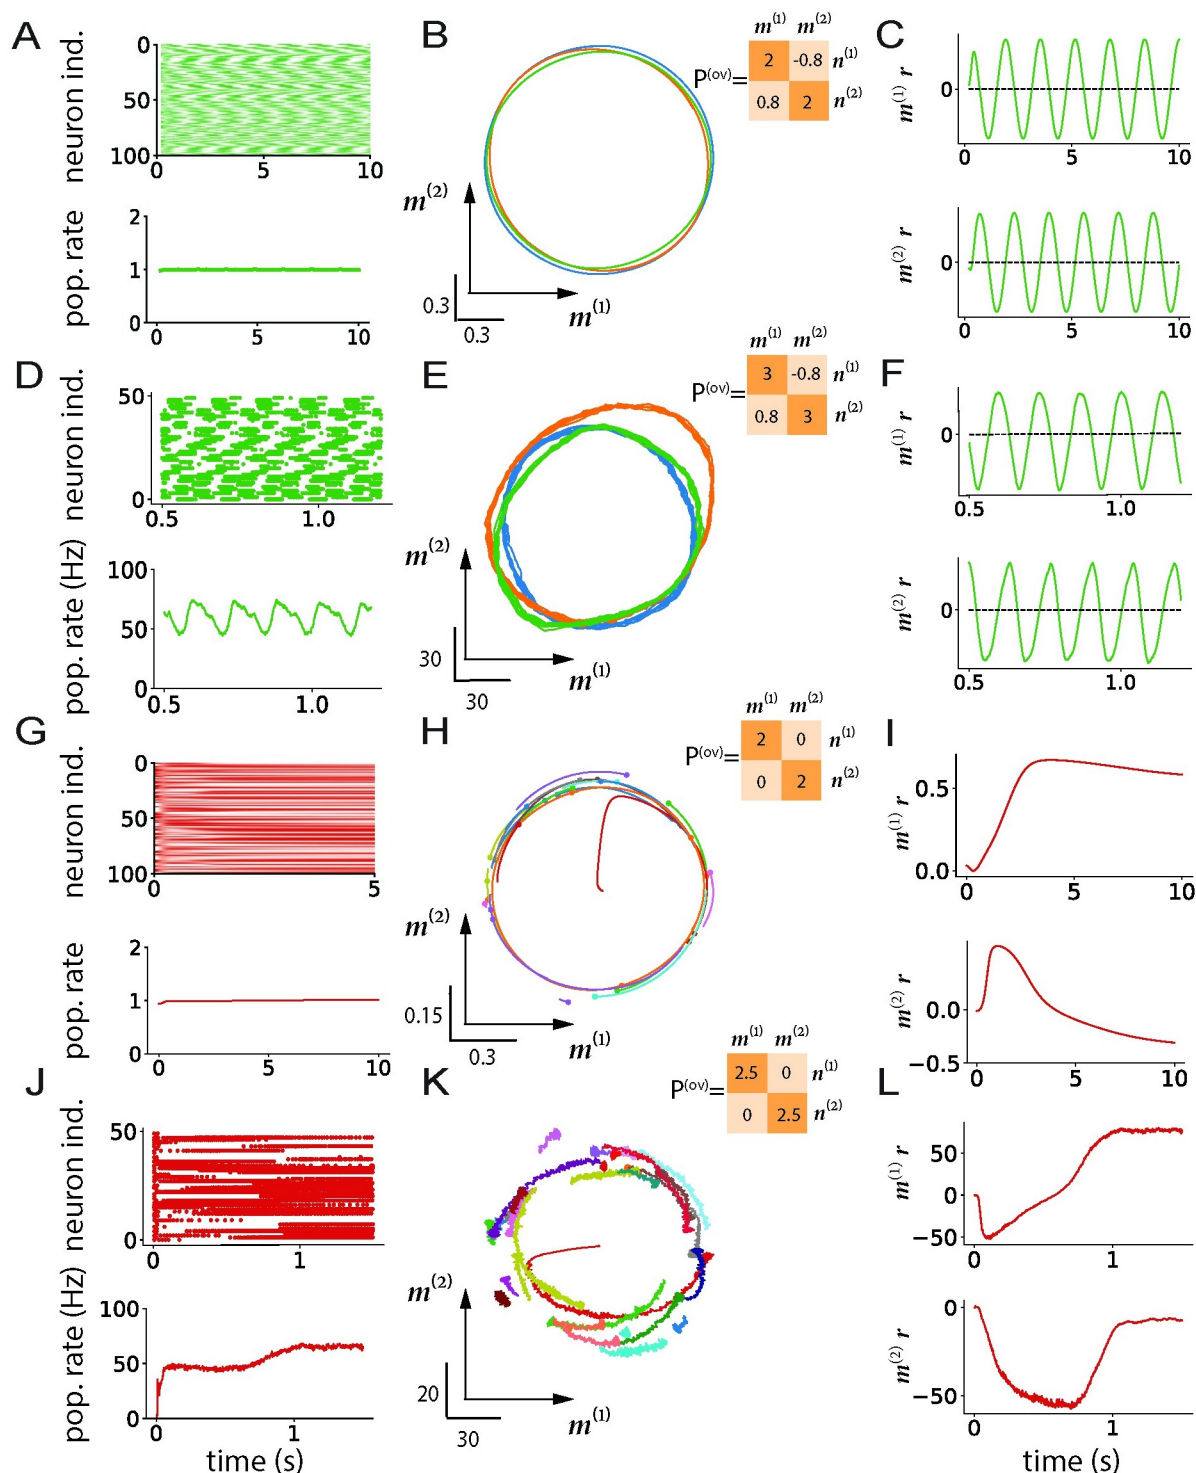 A
neuron ind.
0
50
100
0 5 10
pop. rate
2
1
0
0 5 10
B
m(1) m(2)
P(ov)=
2 -0.8 n(1)
0.8 2 n(2)
m(2)
0.3
0.3
m(1)
C
m(1) r
0
0 5 10
m(2) r
0
0 5 10
D
neuron ind.
50
0
0.5 1.0
pop. rate (Hz)
100
50
0
0.5 1.0
E
m(1) m(2)
P(ov)=
3 -0.8 n(1)
0.8 3 n(2)
m(2)
30
30
m(1)
F
m(1) r
0
0.5 1.0
m(2) r
0
0.5 1.0
G
neuron ind.
0
50
100
0 5
pop. rate
2
1
0
0 5 10
H
m(1) m(2)
P(ov)=
2 0 n(1)
0 2 n(2)
m(2)
0.15
0.3
m(1)
I
m(1) r
0.5
0.0
0 5 10
m(2) r
0.0
−0.5
0 5 10
J
neuron ind.
50
0
0 1
pop. rate (Hz)
100
50
0
0 1
time (s)
K
m(1) m(2)
P(ov)=
2.5 0 n(1)
0 2.5 n(2)
m(2)
20
30
m(1)
L
m(1) r
50
0
−50
0 1
m(2) r
0
−50
0 1
time (s)